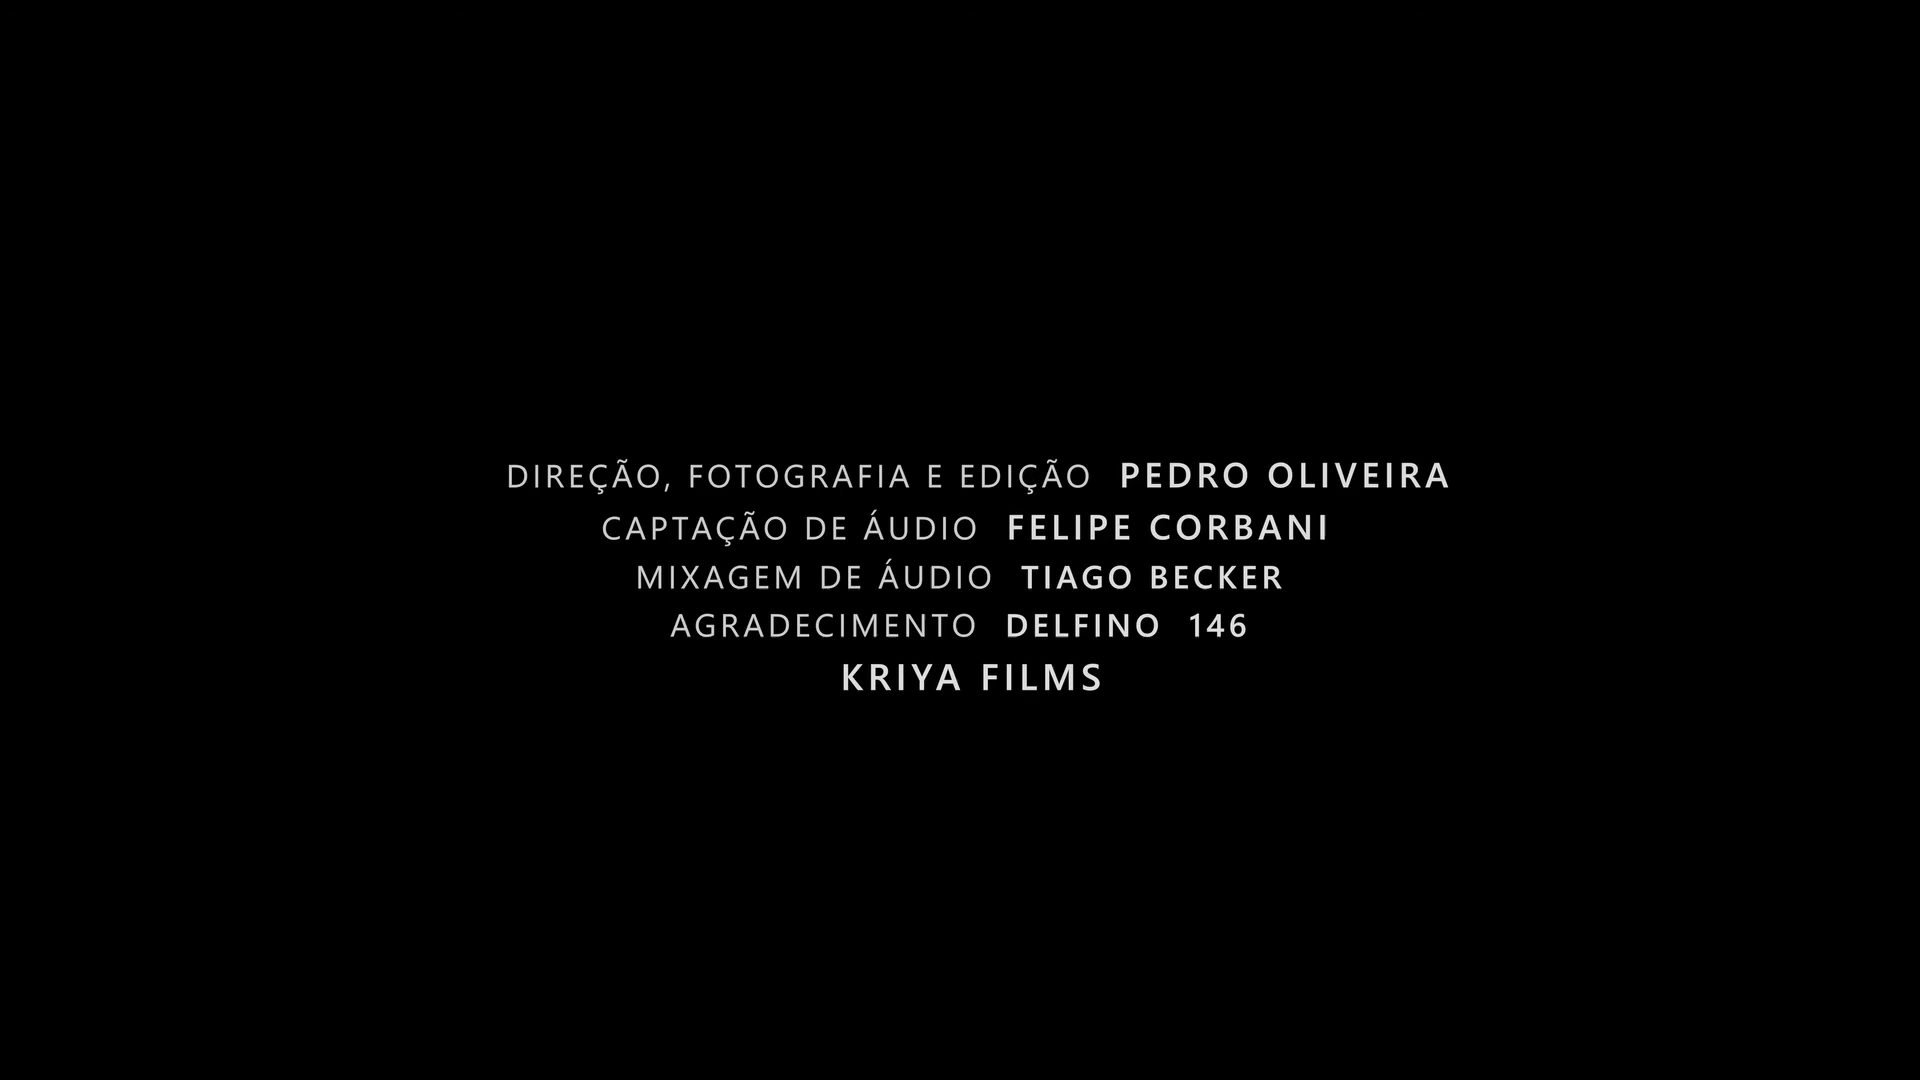 DIREÇÃO, FOTOGRAFIA E EDIÇÃO PEDRO OLIVEIRA
CAPTAÇÃO DE ÁUDIO FELIPE CORBANI
MIXAGEM DE ÁUDIO TIAGO BECKER
AGRADECIMENTO DELFINO 146
KRIYA FILMS